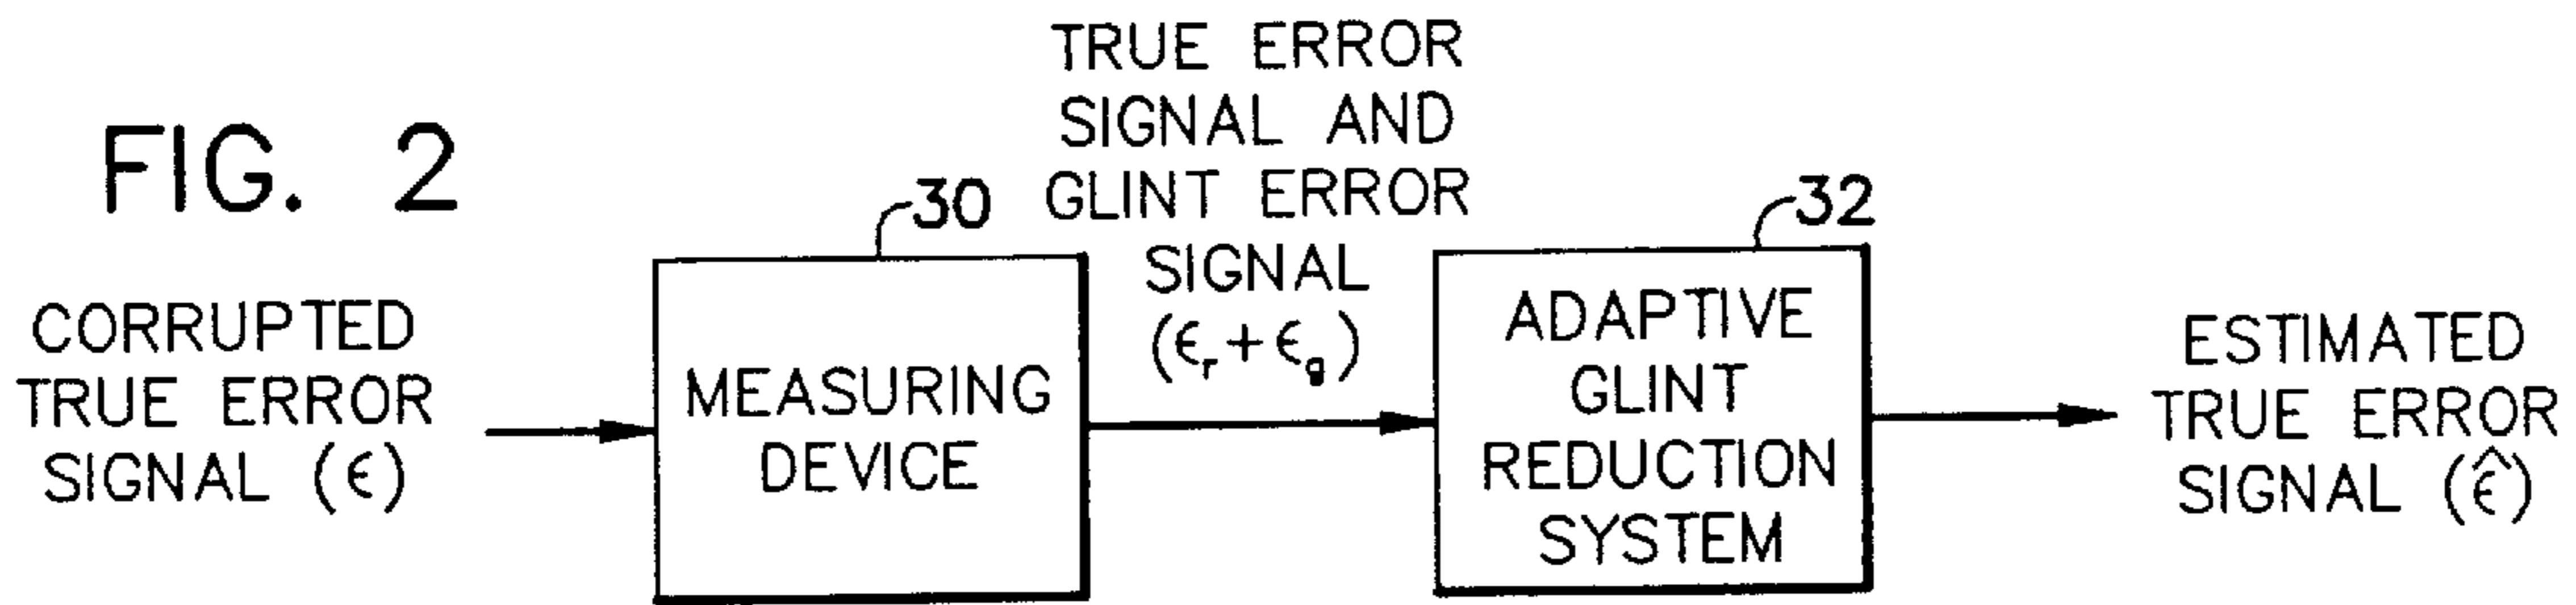 FIG. 2
CORRUPTED
TRUE ERROR
SIGNAL (ϵ)
30
MEASURING
DEVICE
TRUE ERROR
SIGNAL AND
GLINT ERROR
SIGNAL
(ϵᵣ + ϵg)
32
ADAPTIVE
GLINT
REDUCTION
SYSTEM
ESTIMATED
TRUE ERROR
SIGNAL (ϵ̂)